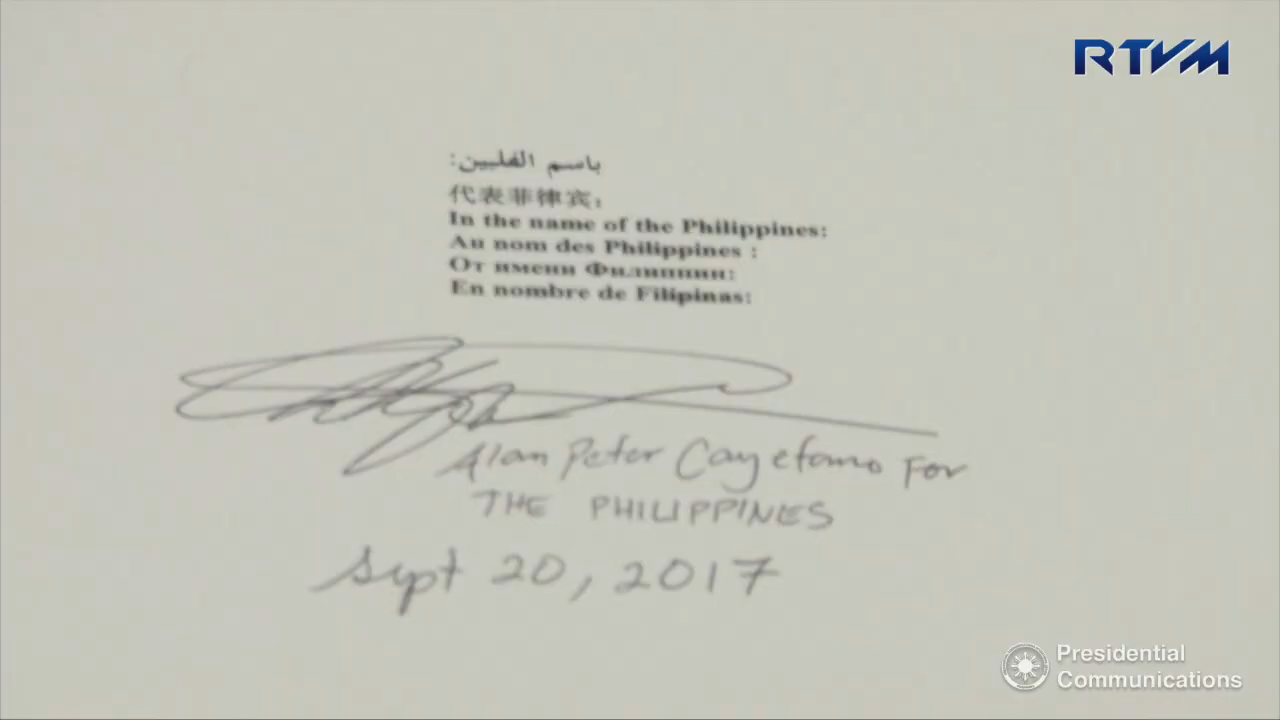 RTVM
باسم الفلبين:
代表菲律宾:
In the name of the Philippines:
Au nom des Philippines :
От имени Филиппин:
En nombre de Filipinas:
Alan Peter Cayetano For
THE PHILIPPINES
Sept 20, 2017
Presidential
Communications